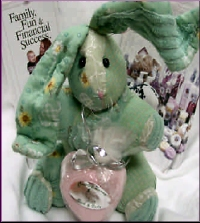 Family,
Fun &
Financial
Success.